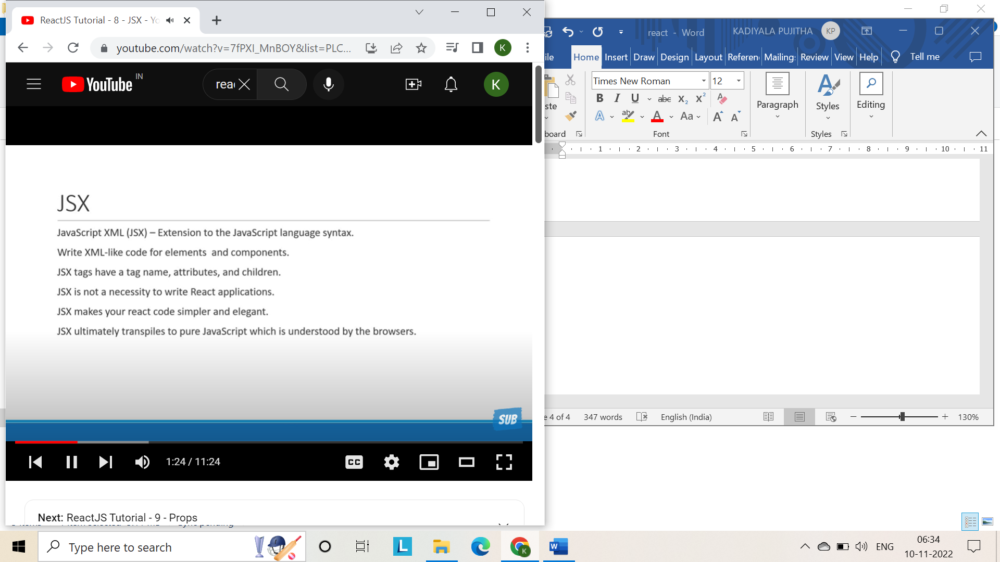 ReactJS Tutorial - 8 - JSX - Yo
youtube.com/watch?v=7fPXI_MnBOY&list=PLC...
K
YouTube IN
reac
K
JSX
JavaScript XML (JSX) – Extension to the JavaScript language syntax.
Write XML-like code for elements and components.
JSX tags have a tag name, attributes, and children.
JSX is not a necessity to write React applications.
JSX makes your react code simpler and elegant.
JSX ultimately transpiles to pure JavaScript which is understood by the browsers.
SUB
1:24 / 11:24
CC
Next: ReactJS Tutorial - 9 - Props
react - Word
KADIYALA PUJITHA KP
ile Home Insert Draw Design Layout Referen Mailing: Review View Help Tell me
Times New Roman 12
ste
B I U abc X2 X2 A
A ab A Aa A A
Paragraph
Styles
Editing
board Font Styles
1 2 3 4 5 6 7 8 9 10 11
e 4 of 4 347 words English (India) 130%
Type here to search
L
K
W
ENG
06:34
10-11-2022